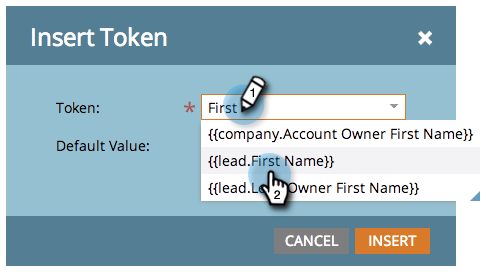 Insert Token ×
Token: * First 1
Default Value:
{{company.Account Owner First Name}}
{{lead.First Name}}
{{lead.L Owner First Name}}
2
CANCEL INSERT